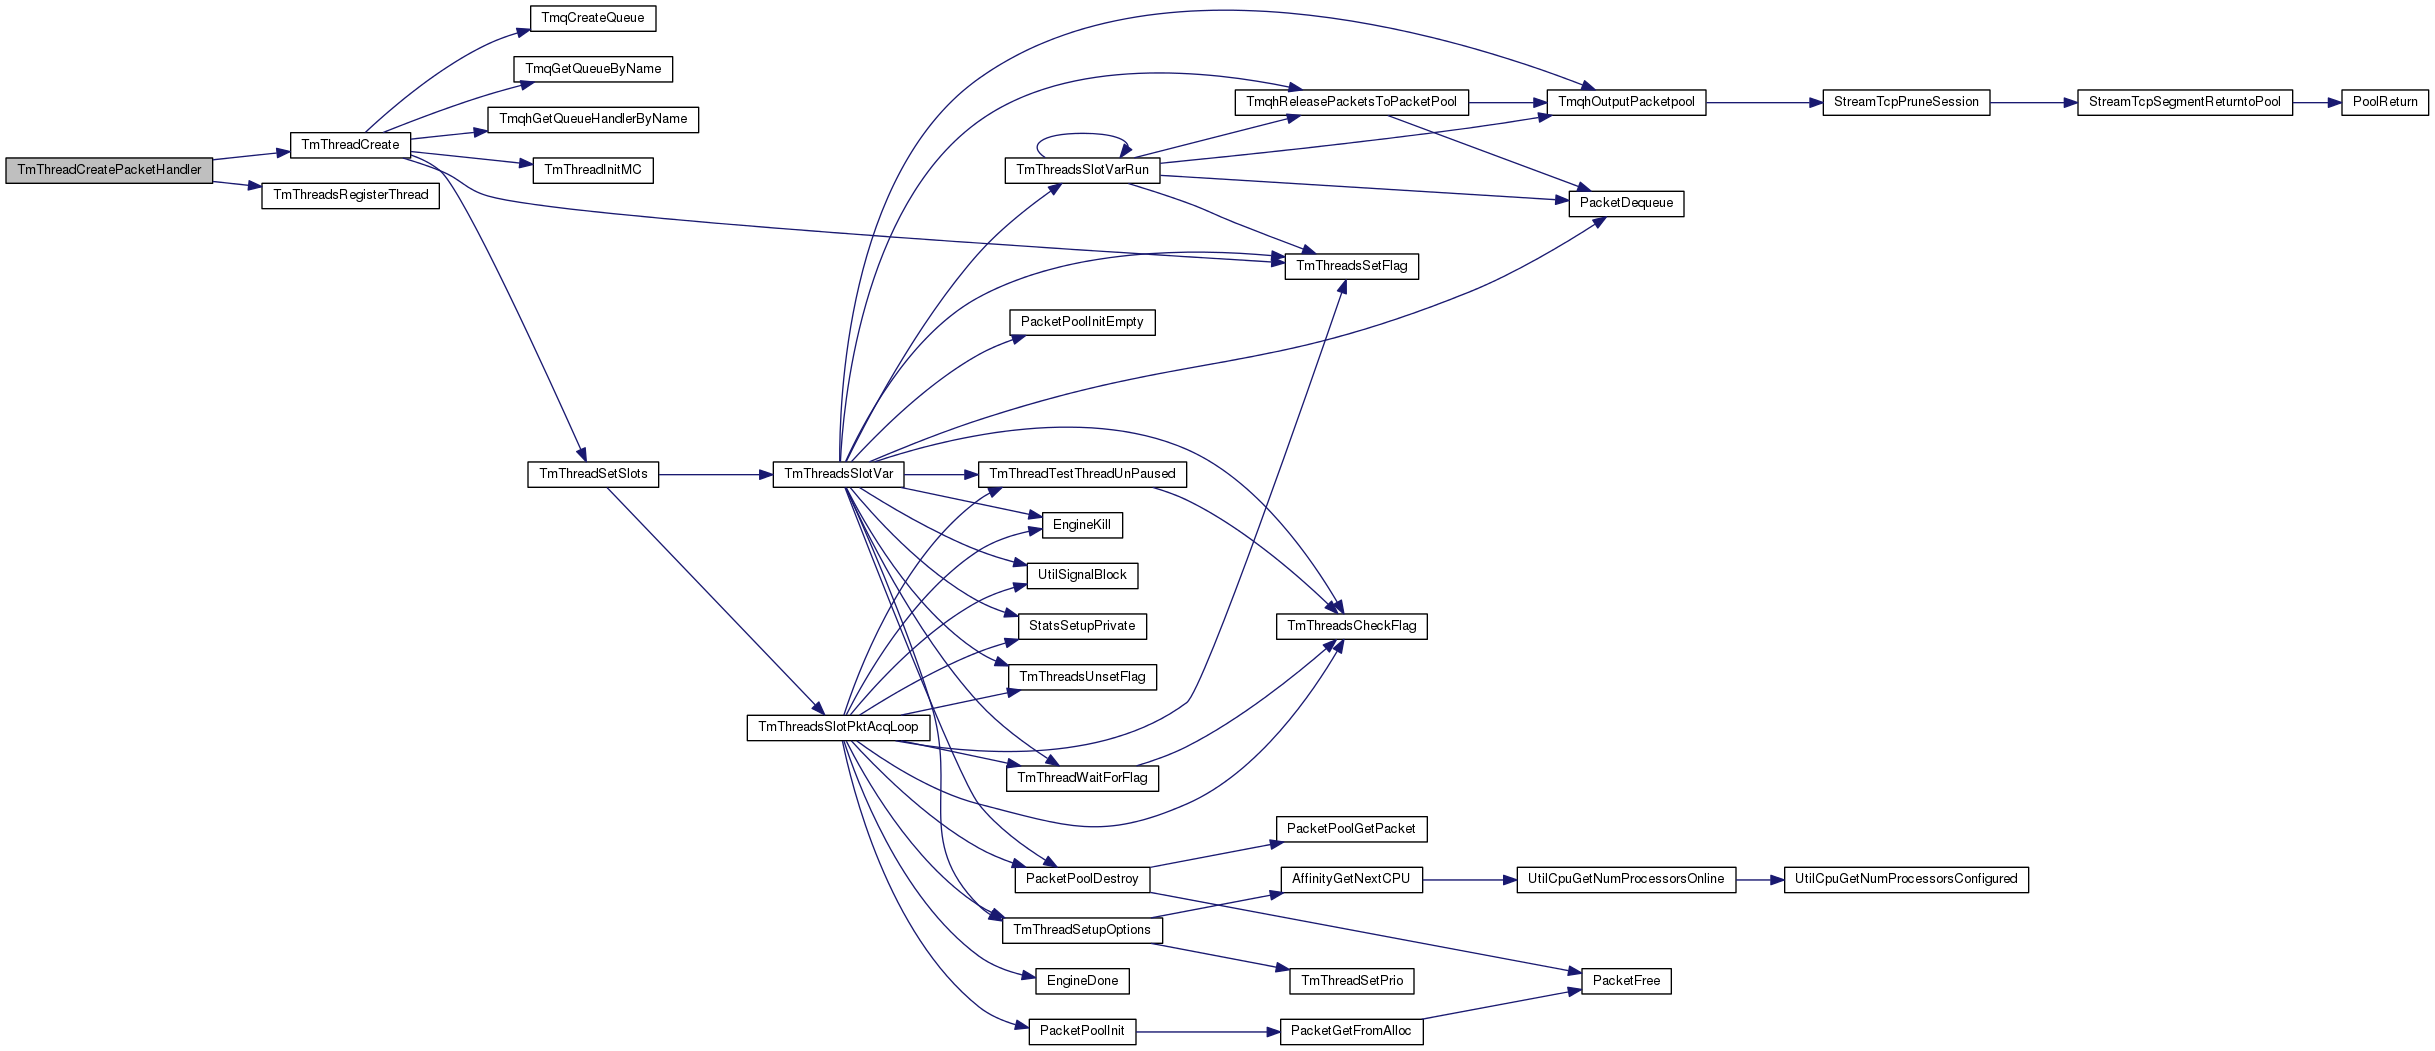 TmThreadCreatePacketHandler
TmThreadCreate
TmThreadsRegisterThread
TmqCreateQueue
TmqGetQueueByName
TmqhGetQueueHandlerByName
TmThreadInitMC
TmThreadSetSlots
TmThreadsSlotVar
TmThreadsSlotPktAcqLoop
TmThreadsSlotVarRun
PacketPoolInitEmpty
TmThreadTestThreadUnPaused
EngineKill
UtilSignalBlock
StatsSetupPrivate
TmThreadsUnsetFlag
TmThreadWaitForFlag
PacketPoolDestroy
TmThreadSetupOptions
EngineDone
PacketPoolInit
TmqhReleasePacketsToPacketPool
TmThreadsSetFlag
TmThreadsCheckFlag
PacketPoolGetPacket
AffinityGetNextCPU
TmThreadSetPrio
PacketGetFromAlloc
TmqhOutputPacketpool
PacketDequeue
UtilCpuGetNumProcessorsOnline
PacketFree
StreamTcpPruneSession
UtilCpuGetNumProcessorsConfigured
StreamTcpSegmentReturntoPool
PoolReturn